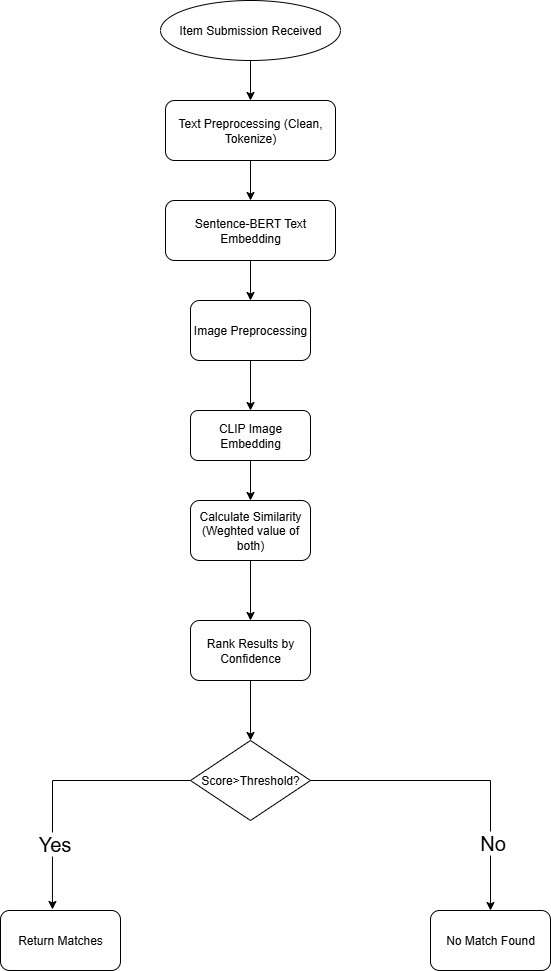 Item Submission Received
Text Preprocessing (Clean,
Tokenize)
Sentence-BERT Text
Embedding
Image Preprocessing
CLIP Image
Embedding
Calculate Similarity
(Weghted value of
both)
Rank Results by
Confidence
Score>Threshold?
Yes
No
Return Matches
No Match Found